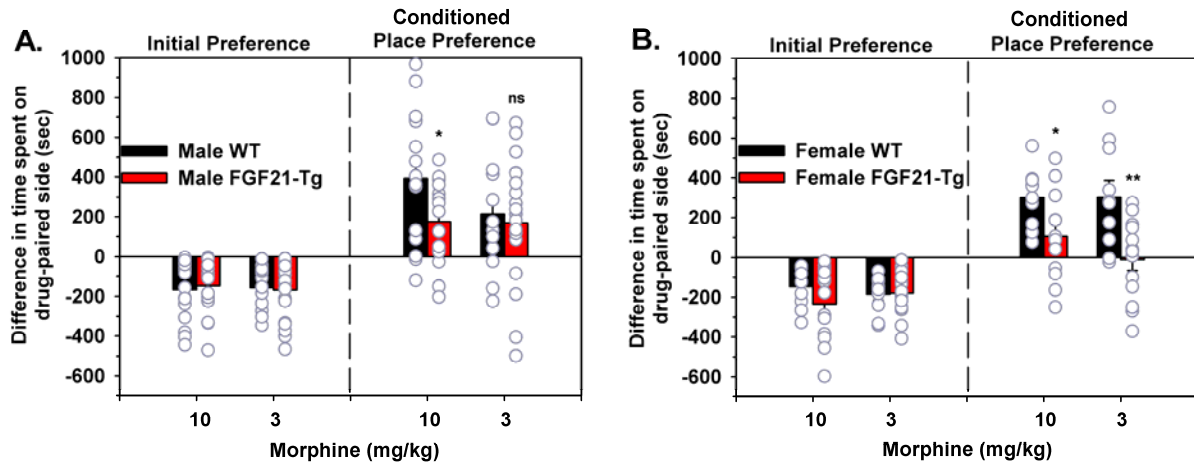 A.
Initial Preference
Conditioned
Place Preference
Difference in time spent on
drug-paired side (sec)
1000
800
600
400
200
0
-200
-400
-600
Male WT
Male FGF21-Tg
*
ns
10
3
10
3
Morphine (mg/kg)
B.
Initial Preference
Conditioned
Place Preference
Difference in time spent on
drug-paired side (sec)
1000
800
600
400
200
0
-200
-400
-600
Female WT
Female FGF21-Tg
*
**
10
3
10
3
Morphine (mg/kg)